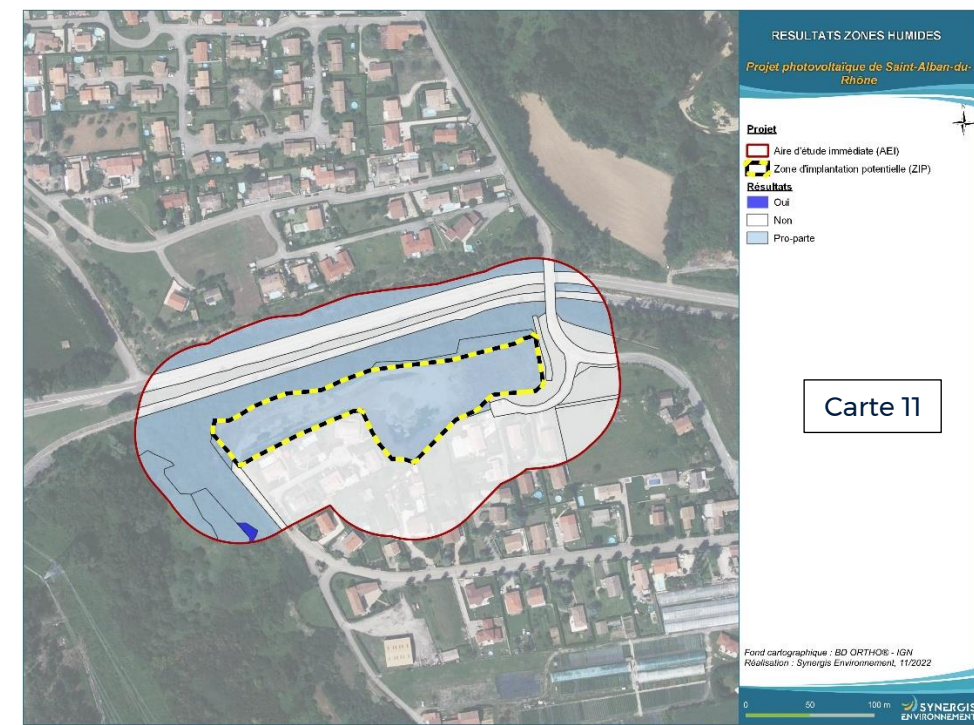 RESULTATS ZONES HUMIDES
Projet photovoltaïque de Saint-Alban-du-
Rhône
N
Projet
Aire d'étude immédiate (AEI)
Zone d'implantation potentielle (ZIP)
Résultats
Oui
Non
Pro-parte
Carte 11
Fond cartographique : BD ORTHO® - IGN
Réalisation : Synergis Environnement, 11/2022
0 50 100 m
SYNERGIS
ENVIRONNEMENT